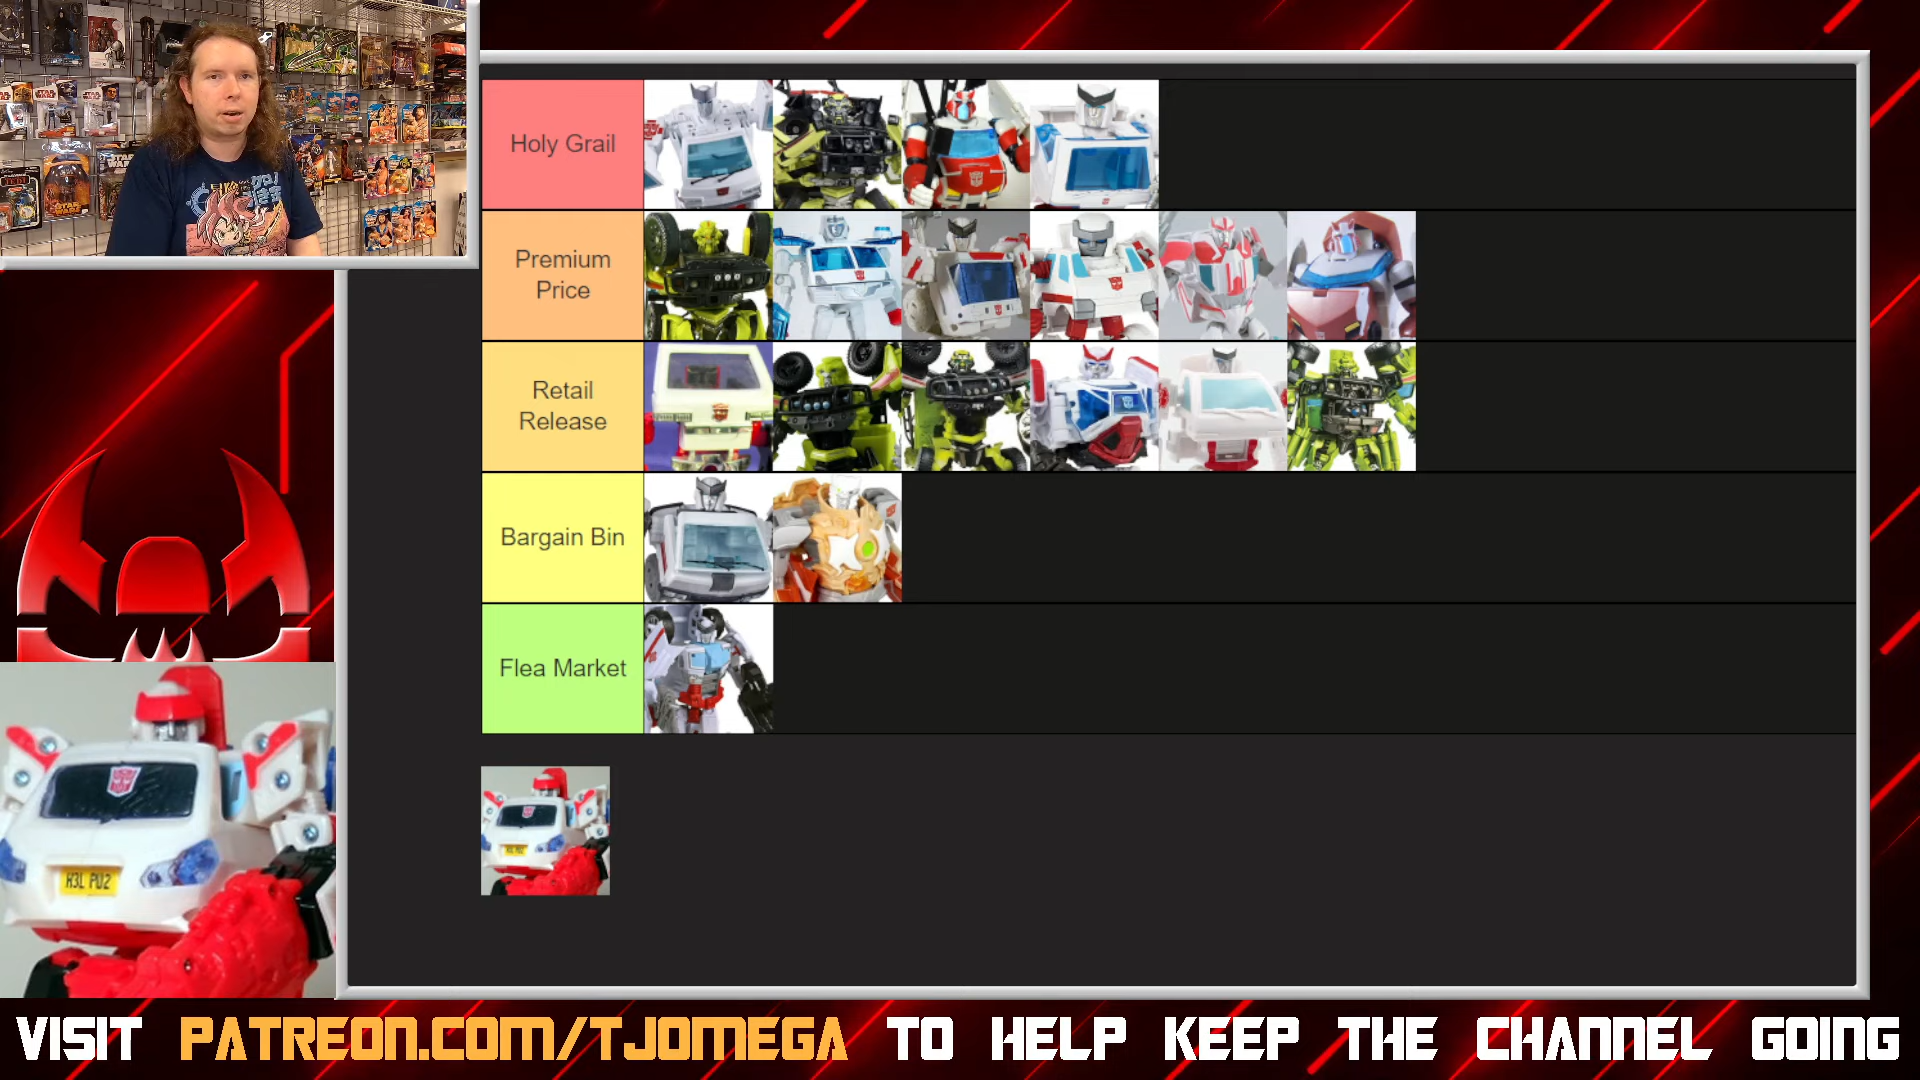 Holy Grail
Premium
Price
Retail
Release
Bargain Bin
Flea Market
H3L PU2
VISIT PATREON.COM/TJOMEGA TO HELP KEEP THE CHANNEL GOING